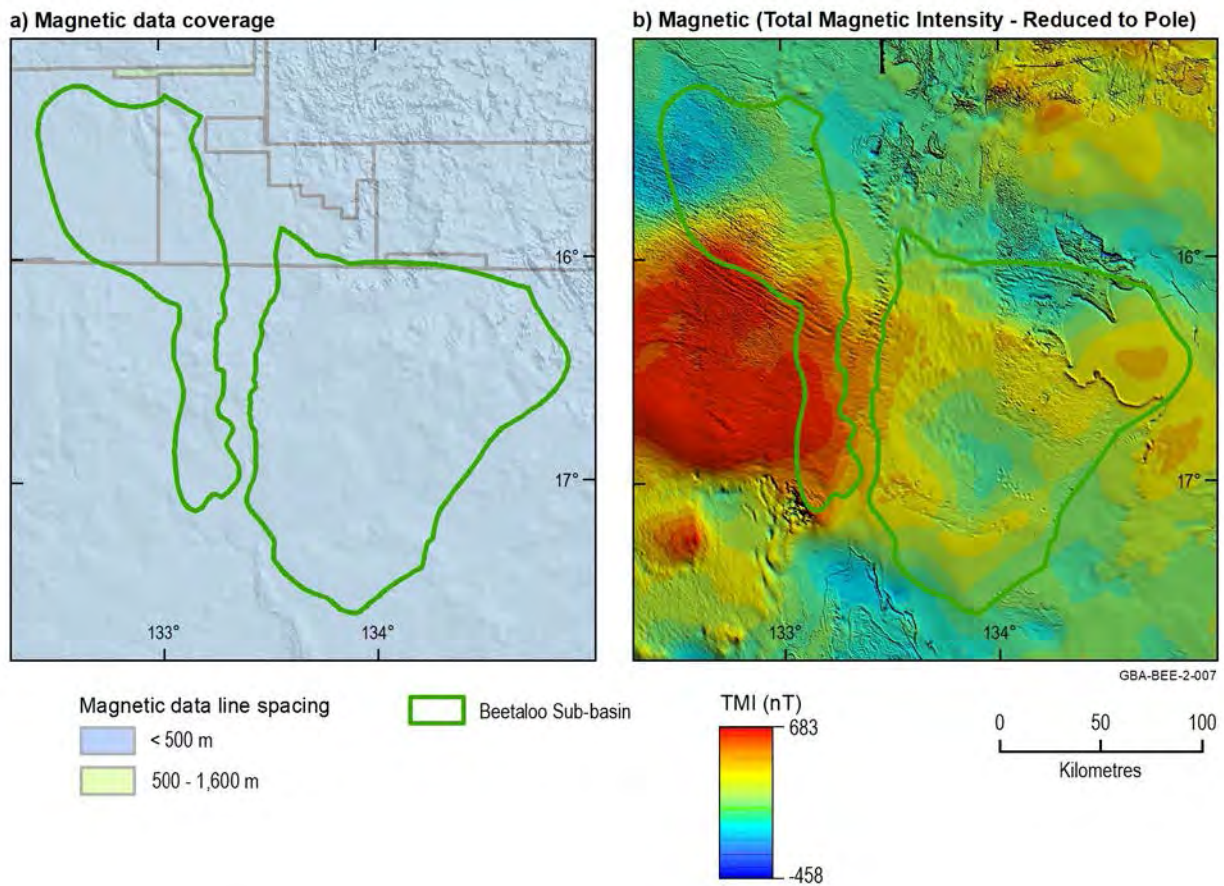 a) Magnetic data coverage
b) Magnetic (Total Magnetic Intensity - Reduced to Pole)
16°
16°
17°
17°
133°
134°
133°
134°
GBA-BEE-2-007
Magnetic data line spacing
< 500 m
500 - 1,600 m
Beetaloo Sub-basin
TMI (nT)
683
-458
0 50 100
Kilometres